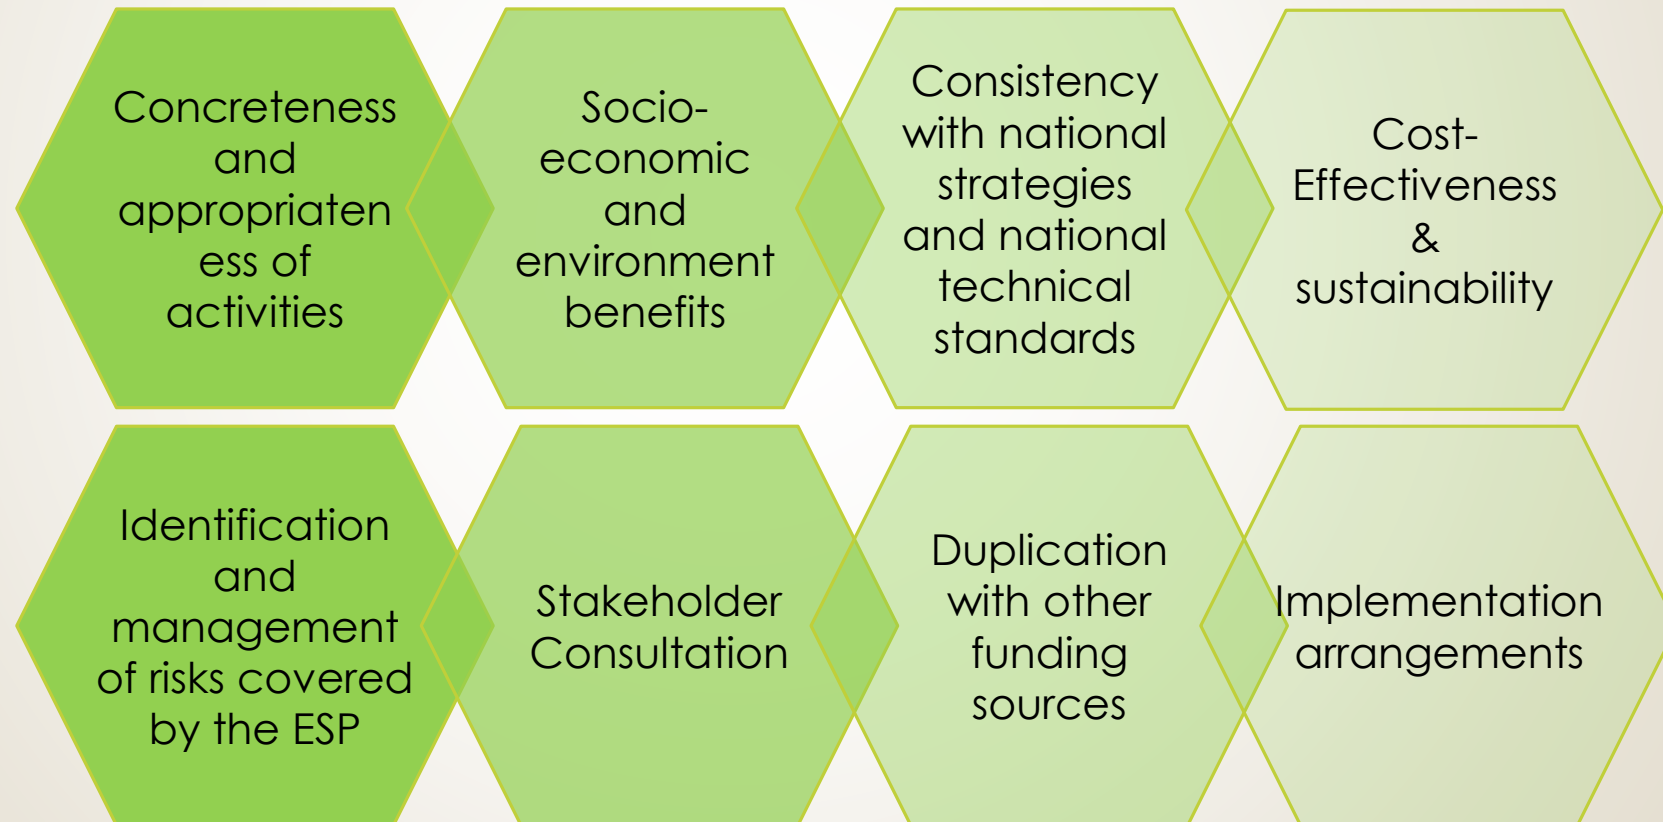 Concreteness
and
appropriaten
ess of
activities
Socio-
economic
and
environment
benefits
Consistency
with national
strategies
and national
technical
standards
Cost-
Effectiveness
&
sustainability
Identification
and
management
of risks covered
by the ESP
Stakeholder
Consultation
Duplication
with other
funding
sources
Implementation
arrangements